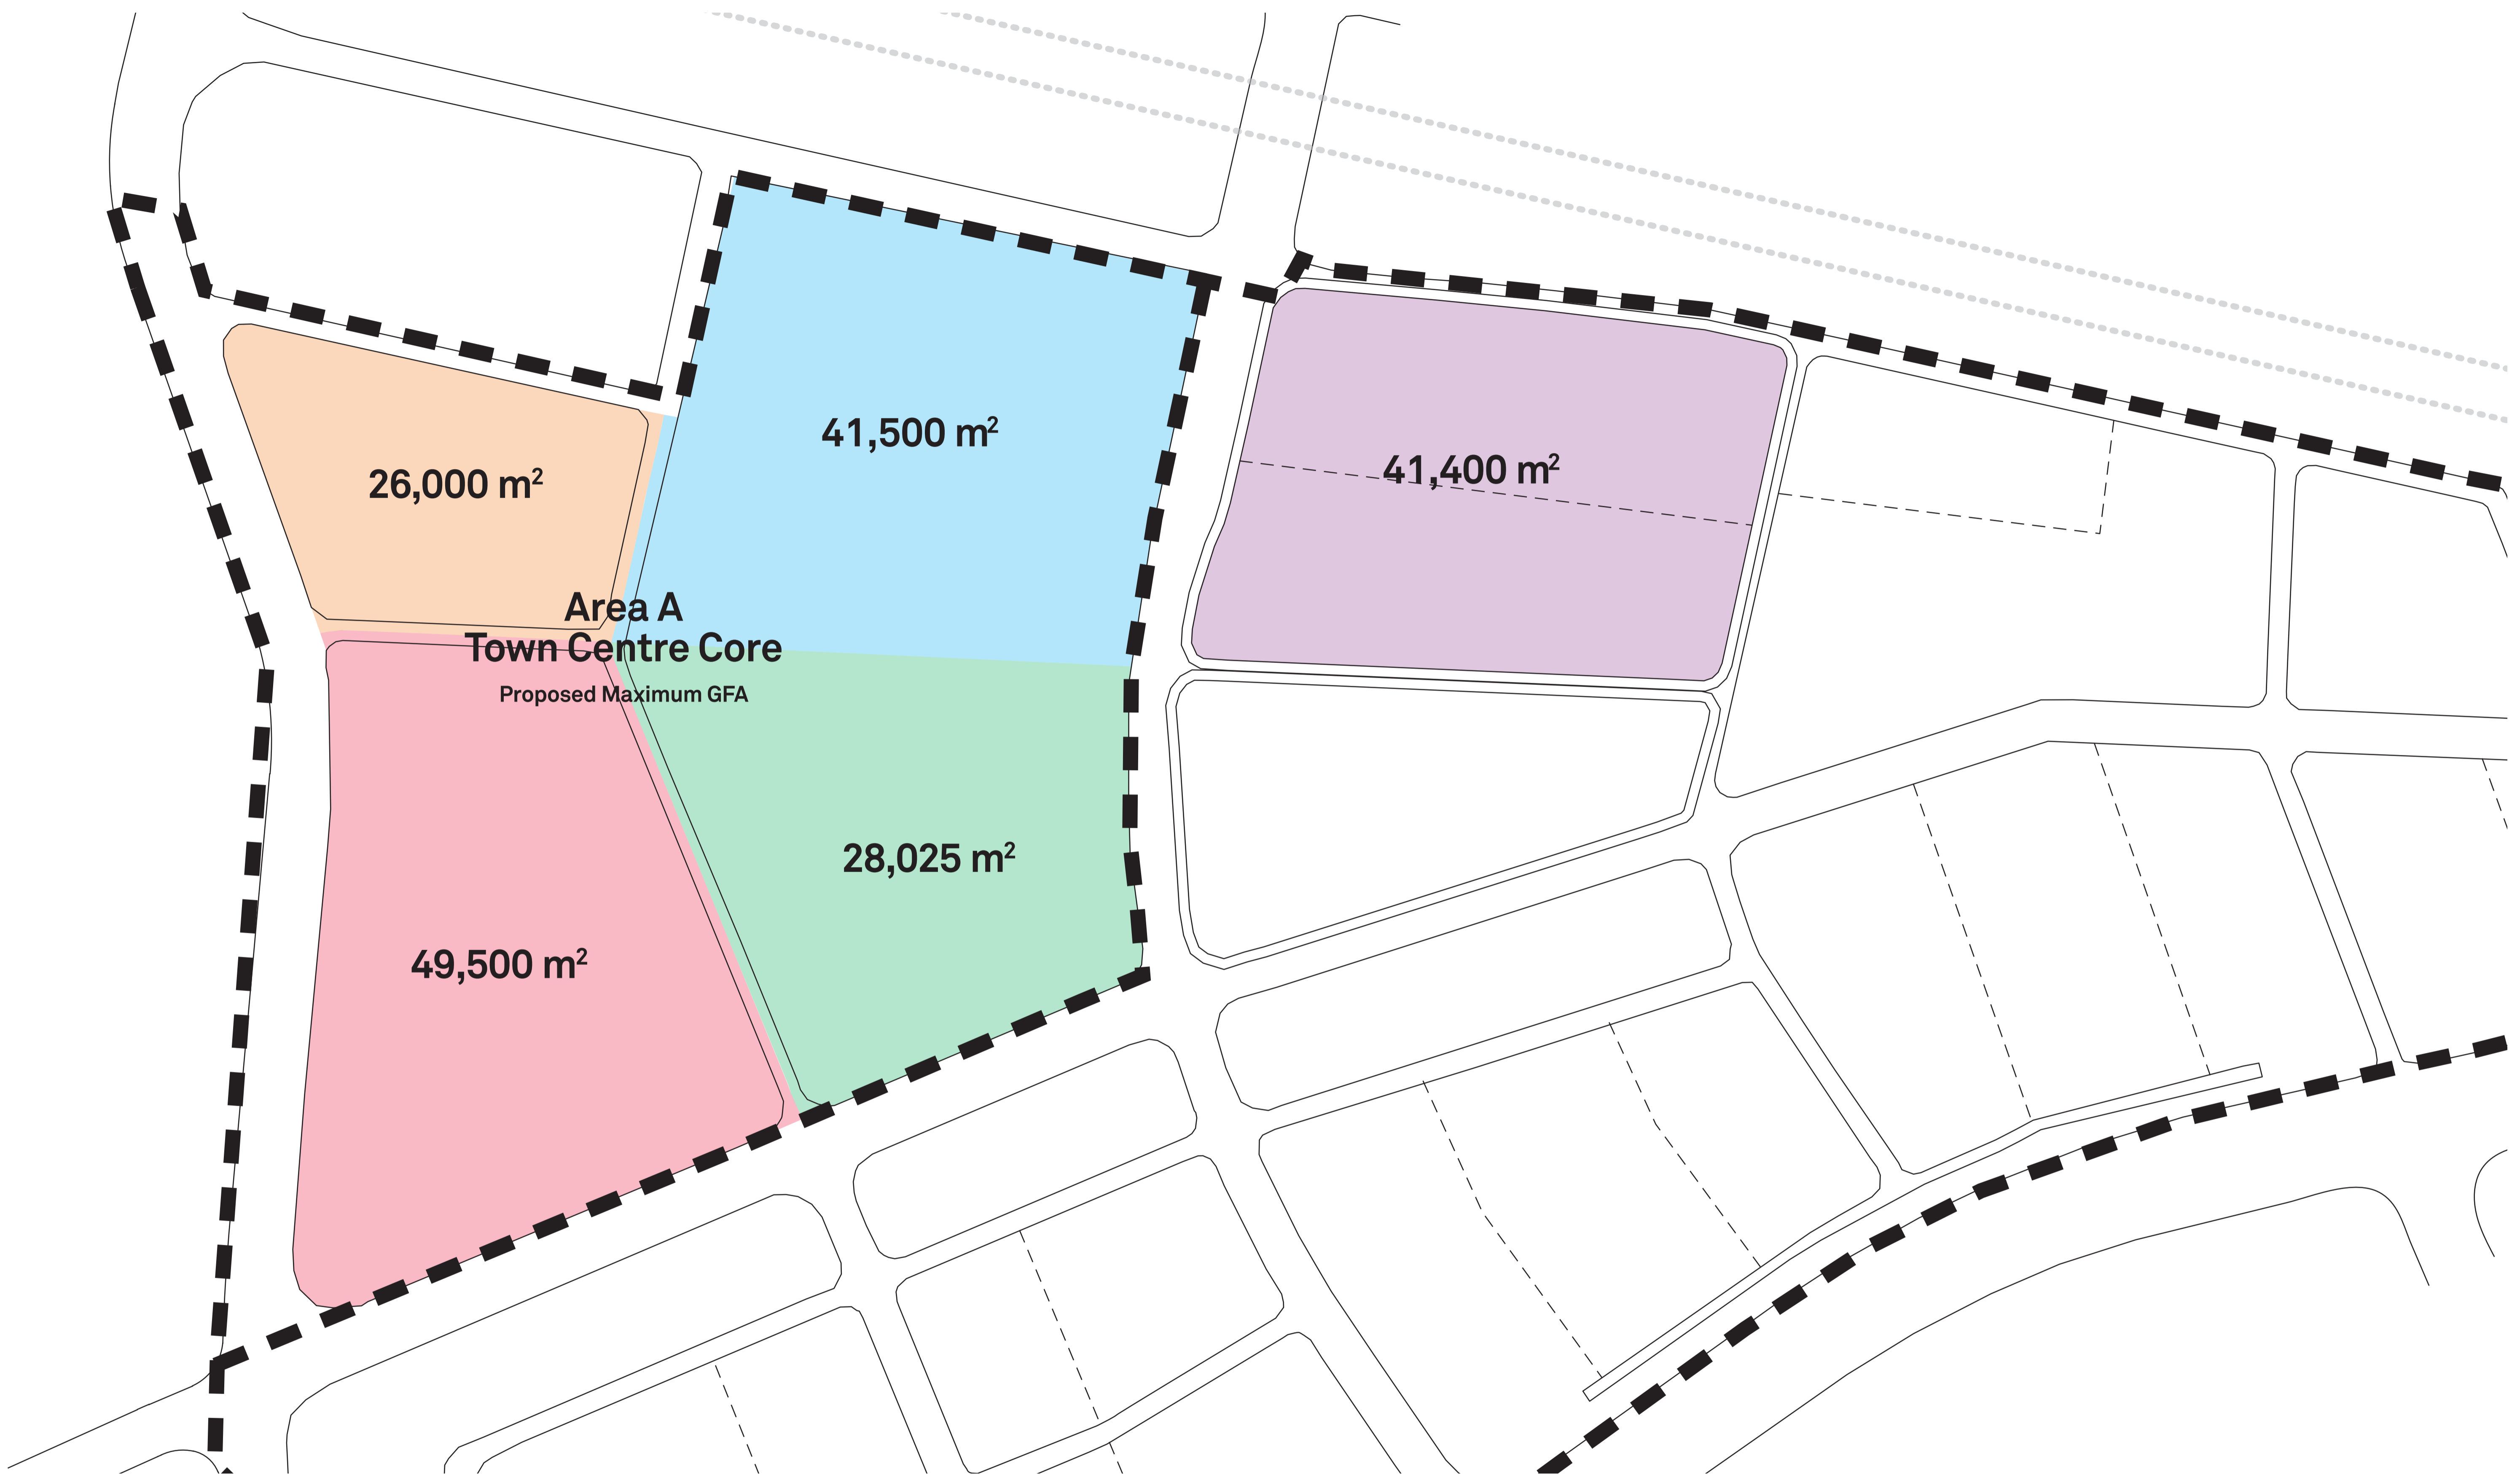 41,500 m²
41,400 m²
26,000 m²
Area A
Town Centre Core
Proposed Maximum GFA
28,025 m²
49,500 m²